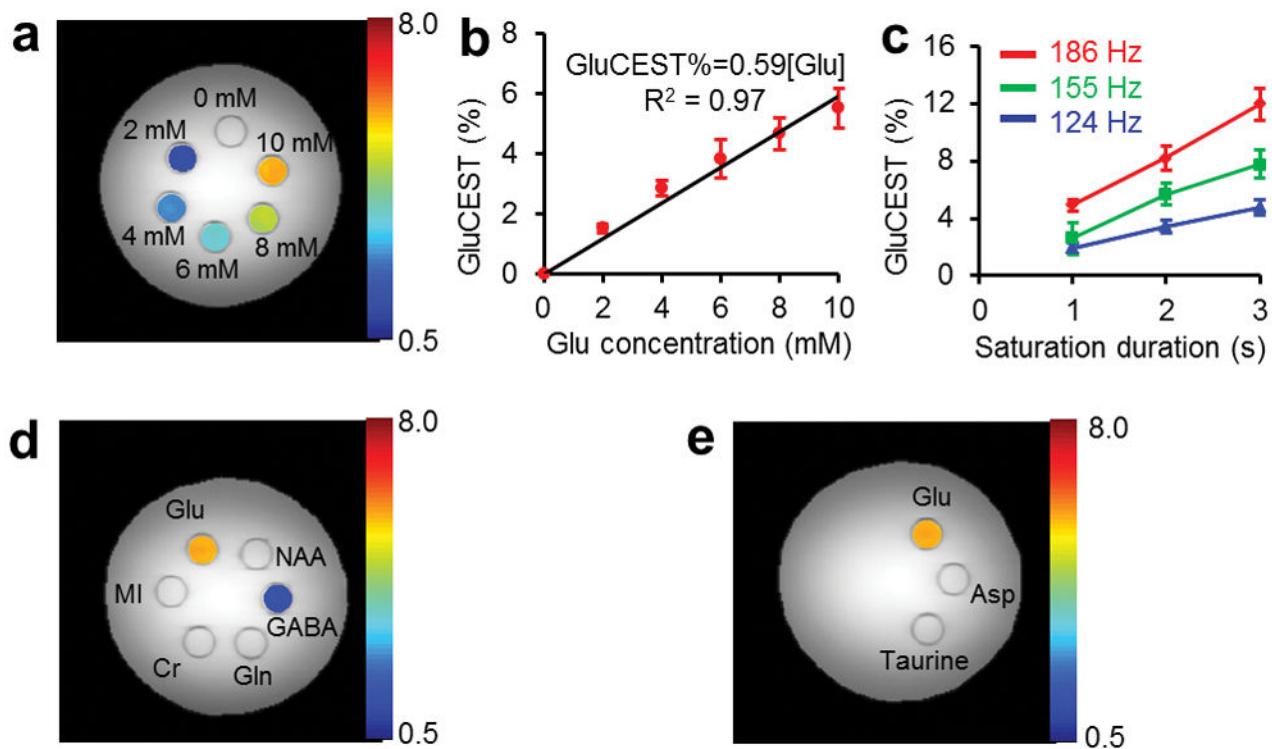 a
8.0
0 mM
2 mM
10 mM
4 mM
8 mM
6 mM
0.5
b
8
GluCEST%=0.59[Glu]
R² = 0.97
6
4
2
0
GluCEST (%)
0 2 4 6 8 10
Glu concentration (mM)
c
16
186 Hz
155 Hz
124 Hz
12
8
4
0
GluCEST (%)
0 1 2 3
Saturation duration (s)
d
8.0
Glu
NAA
MI
GABA
Cr
Gln
0.5
e
8.0
Glu
Asp
Taurine
0.5